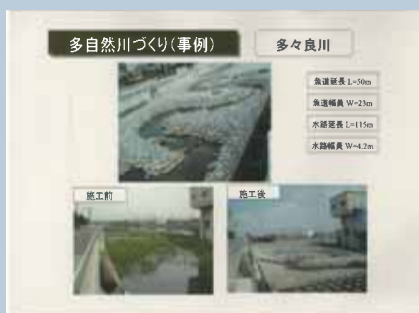 多自然川づくり(事例)
多々良川
魚道延長 L=50m
魚道幅員 W=23m
水路延長 L=115m
水路幅員 W=4.2m
施工前
施工後